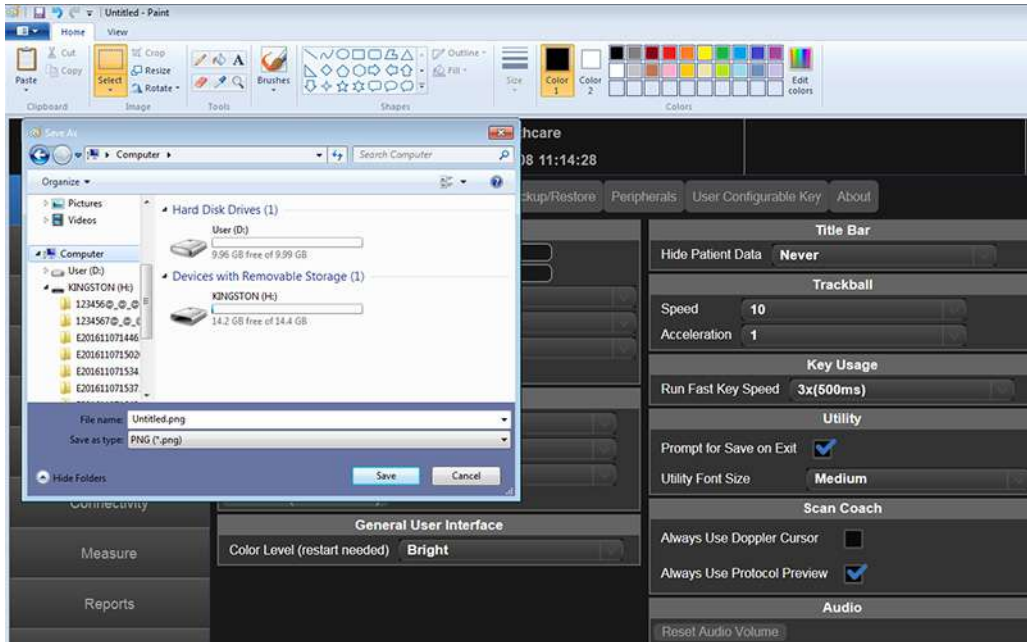 Untitled - Paint
Home View
Cut
Copy
Paste
Clipboard
Select
Crop
Resize
Rotate
Image
Tools
Brushes
Outline
Fill
Shapes
Size
Color 1
Color 2
Edit colors
Colors
Save As
Computer
Search Computer
Organize
Pictures
Videos
Computer
User (D:)
KINGSTON (H:)
E201611071446
E20161107150
E201611071534
E201611071537
Hard Disk Drives (1)
User (D:)
9.96 GB free of 9.99 GB
Devices with Removable Storage (1)
KINGSTON (H:)
14.2 GB free of 14.4 GB
File name: Untitled.png
Save as type: PNG (*.png)
Hide Folders
Save Cancel
hcare
08 11:14:28
kup/Restore Peripherals User Configurable Key About
Title Bar
Hide Patient Data Never
Trackball
Speed 10
Acceleration 1
Key Usage
Run Fast Key Speed 3x(500ms)
Utility
Prompt for Save on Exit
Utility Font Size Medium
Scan Coach
Always Use Doppler Cursor
Always Use Protocol Preview
Audio
Reset Audio Volume
General User Interface
Color Level (restart needed) Bright
Connectivity
Measure
Reports